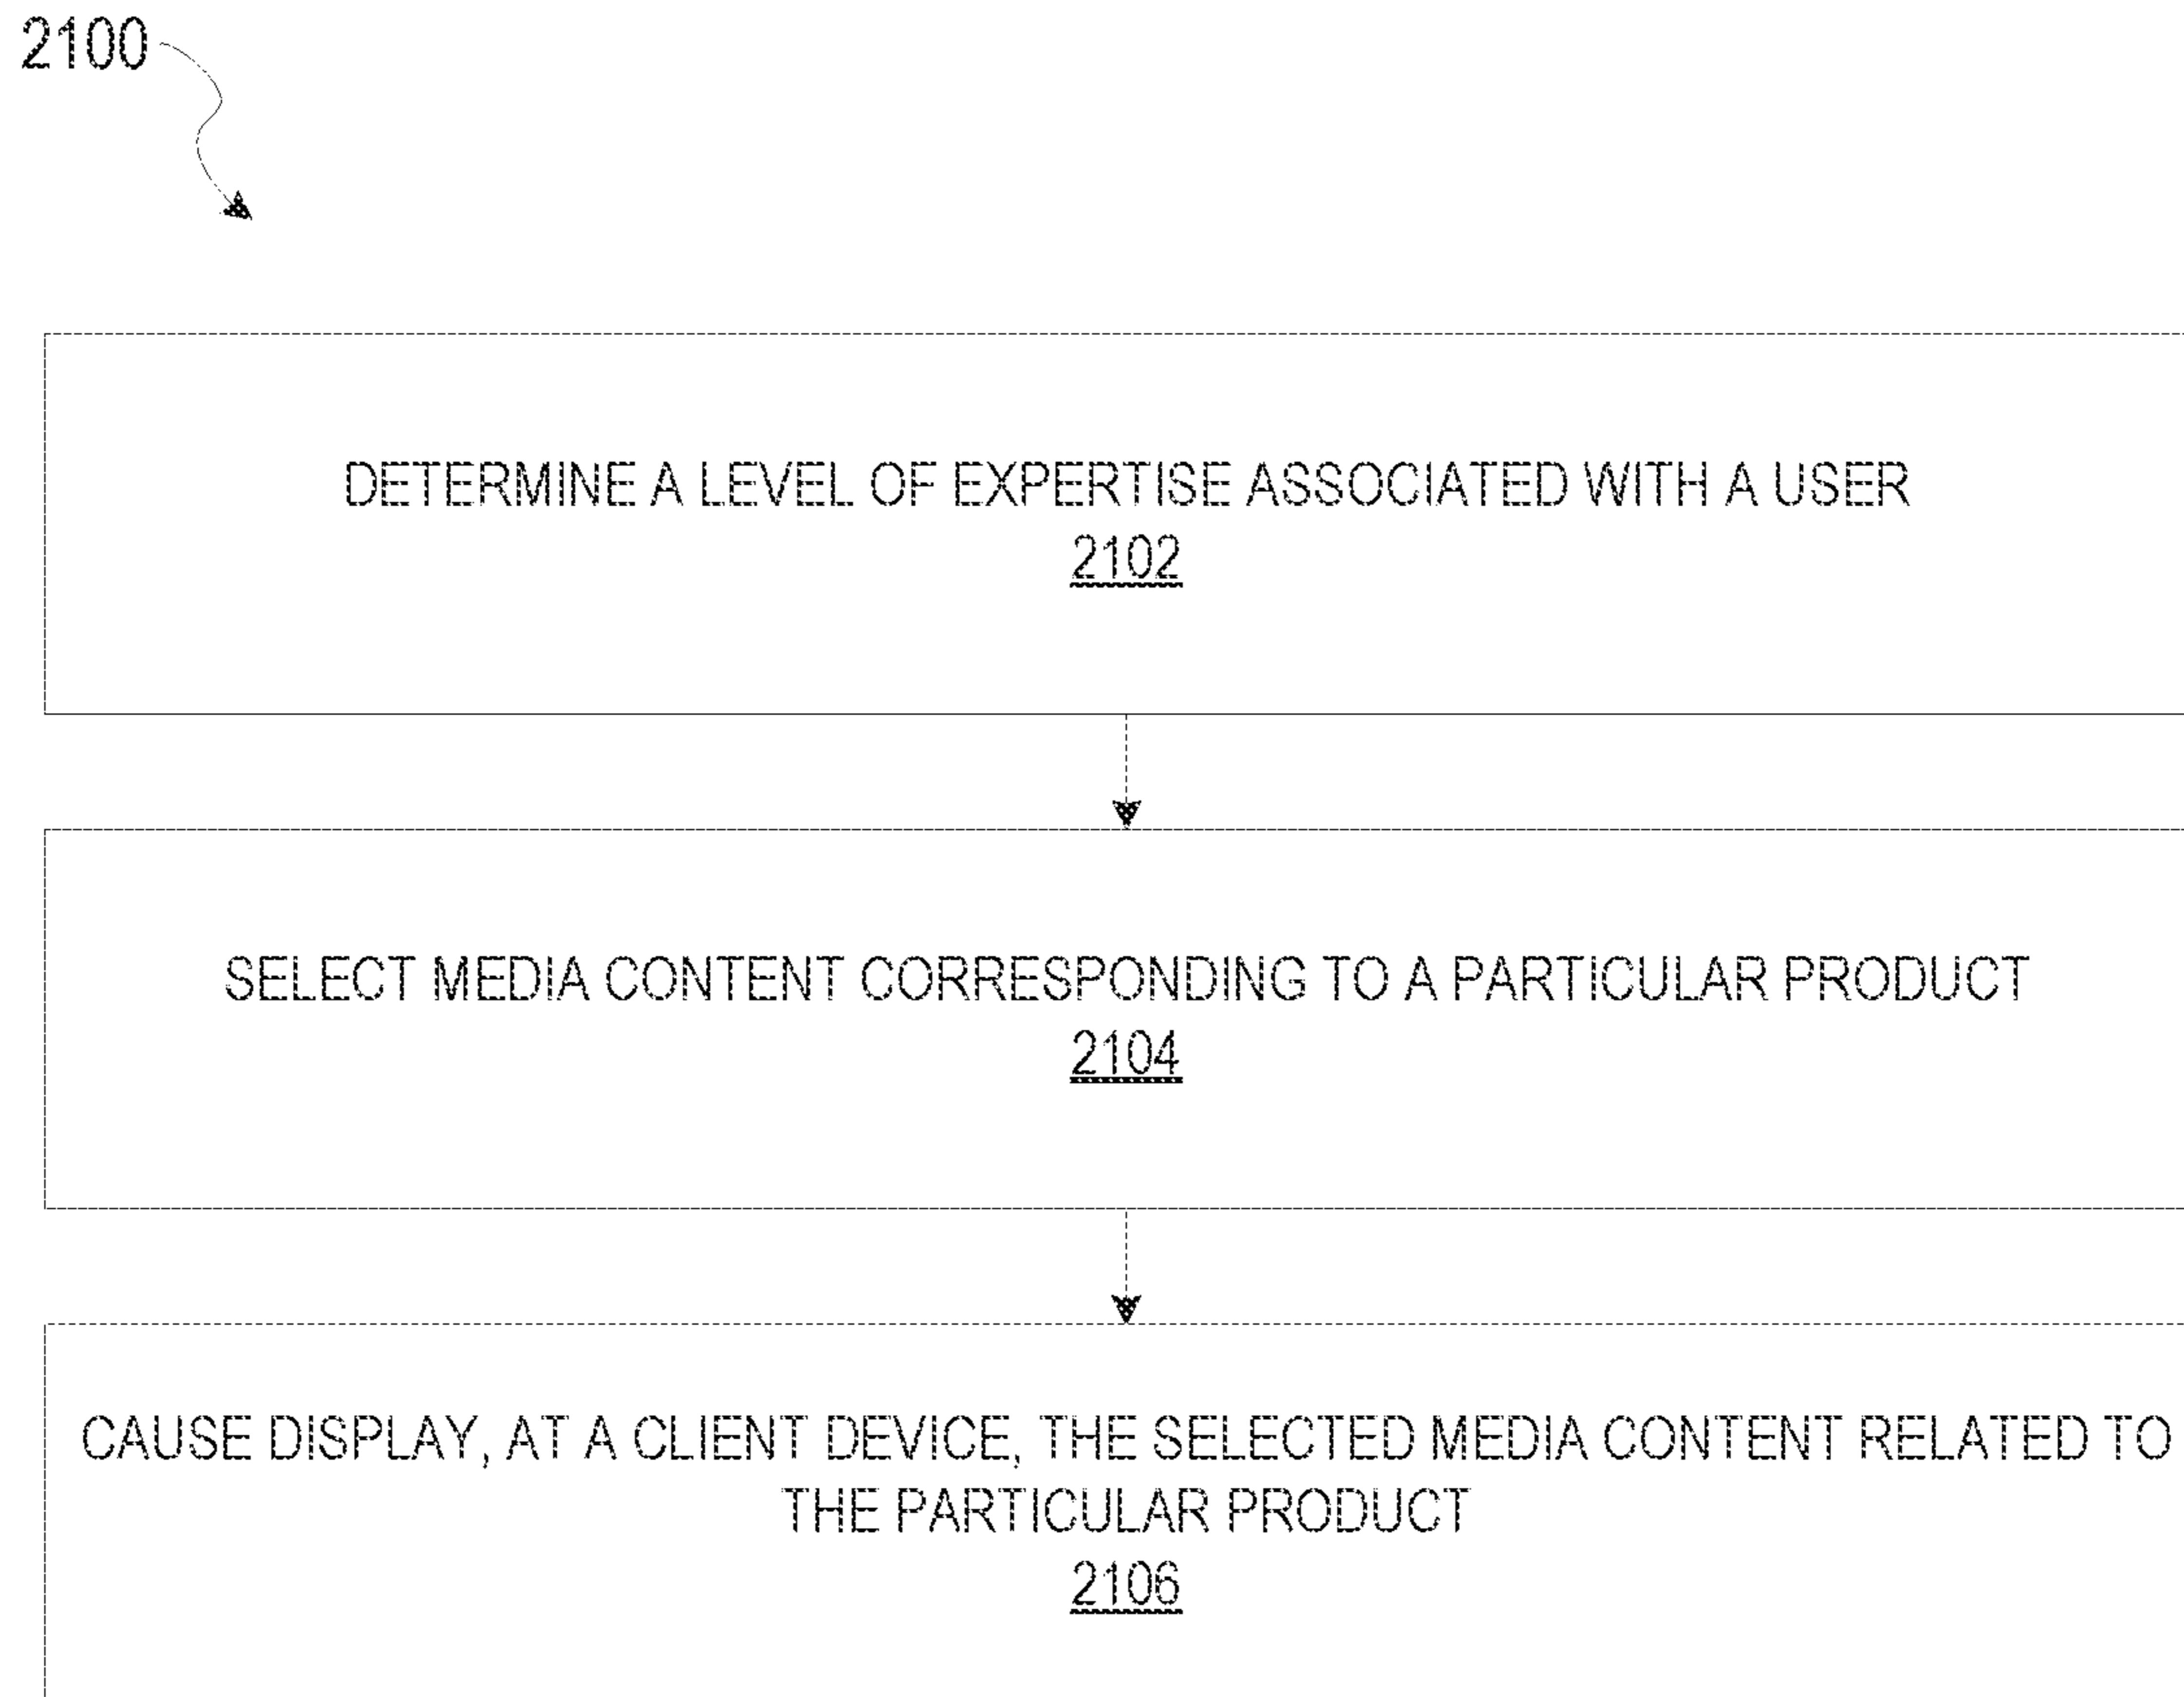 2100
DETERMINE A LEVEL OF EXPERTISE ASSOCIATED WITH A USER
2102
SELECT MEDIA CONTENT CORRESPONDING TO A PARTICULAR PRODUCT
2104
CAUSE DISPLAY, AT A CLIENT DEVICE, THE SELECTED MEDIA CONTENT RELATED TO
THE PARTICULAR PRODUCT
2106